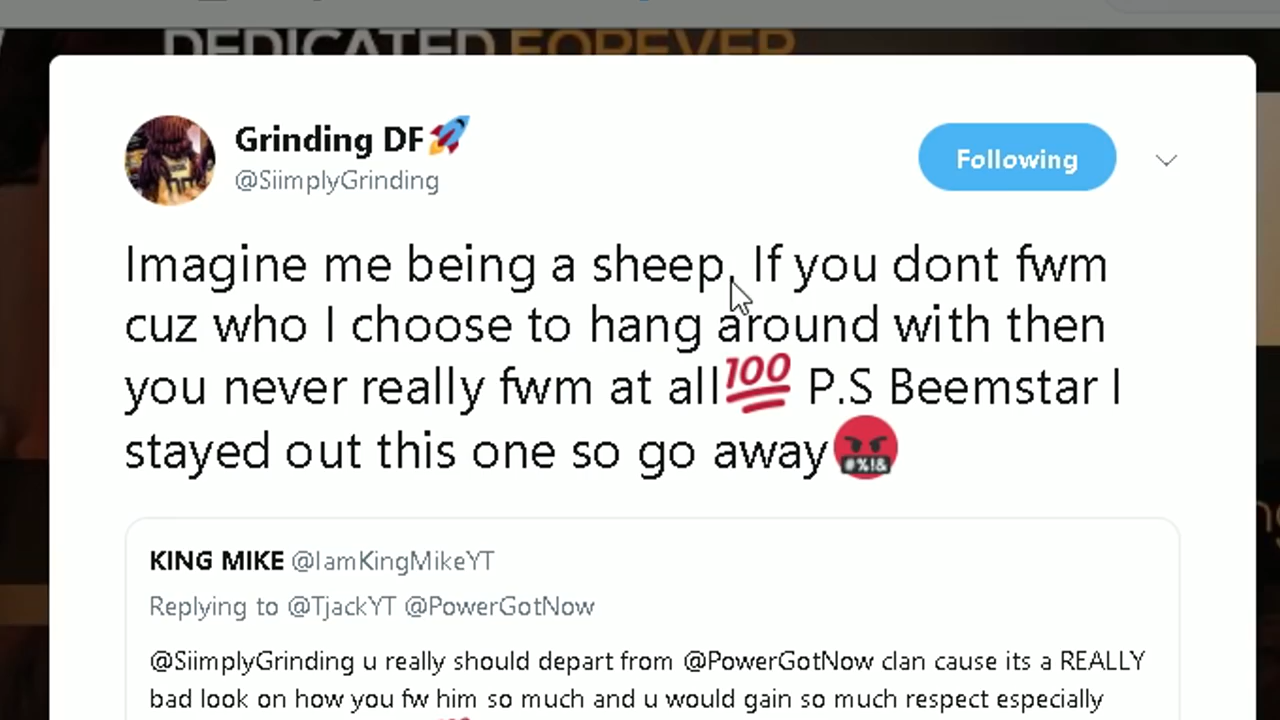 DEDICATED FOREVER
Grinding DF🚀
@SiimplyGrinding
Following
Imagine me being a sheep, If you dont fwm
cuz who I choose to hang around with then
you never really fwm at all💯 P.S Beemstar I
stayed out this one so go away🤬
KING MIKE @IamKingMikeYT
Replying to @TjackYT @PowerGotNow
@SiimplyGrinding u really should depart from @PowerGotNow clan cause its a REALLY
bad look on how you fw him so much and u would gain so much respect especially